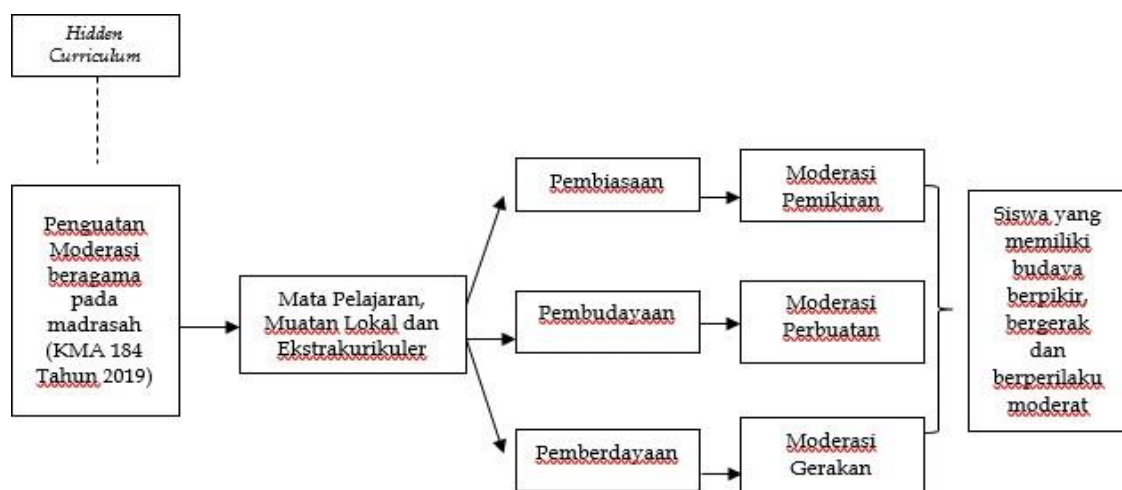 Hidden
Curriculum
Penguatan
Moderasi
beragama
pada
madrasah
(KMA 184
Tahun 2019)
Mata Pelajaran,
Muatan Lokal dan
Ekstrakurikuler
Pembiasaan
Moderasi
Pemikiran
Pembudayaan
Moderasi
Perbuatan
Pemberdayaan
Moderasi
Gerakan
Siswa yang
memiliki
budaya
berpikir,
bergerak
dan
berperilaku
moderat